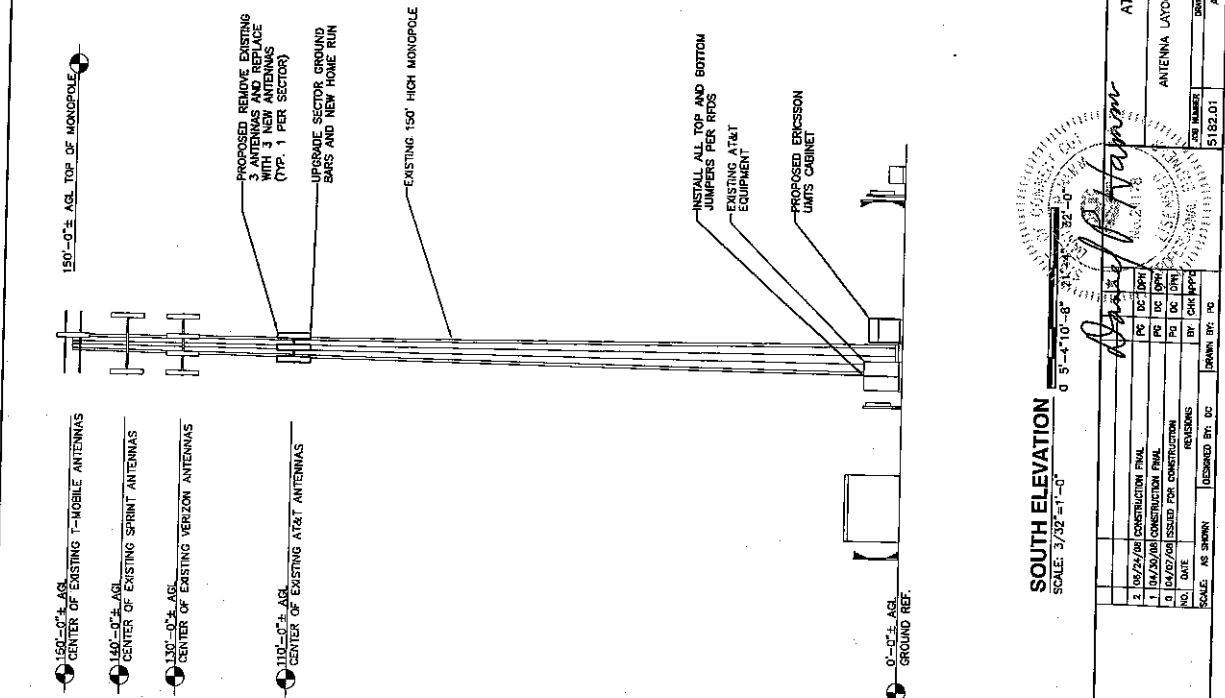 150'-0"± AGL TOP OF MONOPOLE
150'-0"± AGL
CENTER OF EXISTING T-MOBILE ANTENNAS
140'-0"± AGL
CENTER OF EXISTING SPRINT ANTENNAS
130'-0"± AGL
CENTER OF EXISTING VERIZON ANTENNAS
110'-0"± AGL
CENTER OF EXISTING AT&T ANTENNAS
0'-0"± AGL
GROUND REF.
PROPOSED REMOVE EXISTING
3 ANTENNAS AND REPLACE
WITH 3 NEW ANTENNAS
(TYP. 1 PER SECTOR)
UPGRADE SECTOR GROUND
BARS AND NEW HOME RUN
EXISTING 150' HIGH MONOPOLE
INSTALL ALL TOP AND BOTTOM
JUMPERS PER RFDS
EXISTING AT&T
EQUIPMENT
PROPOSED ERICSSON
UMTS CABINET
SOUTH ELEVATION
SCALE: 3/32"=1'-0"
0 5'-4" 10'-8" 21'-4" 32'-0"
2 CONSTRUCTION FINAL PG DC DPH
1 04/30/08 CONSTRUCTION FINAL PG DC DPH
0 04/07/08 ISSUED FOR CONSTRUCTION PG DC DPH
NO. DATE REVISIONS BY CHK APP'D
SCALE: AS SHOWN DESIGNED BY: DC DRAWN BY: PG
Daniel P. Hamm
AT
ANTENNA LAYO
JOB NUMBER
5182.01